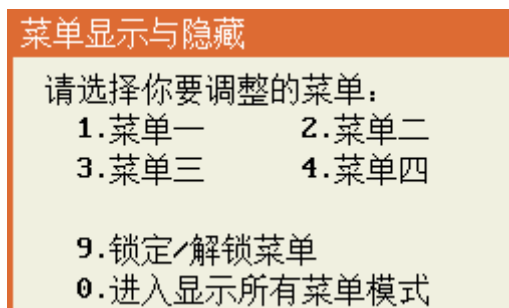 菜单显示与隐藏
请选择你要调整的菜单：
1.菜单一 2.菜单二
3.菜单三 4.菜单四
9.锁定/解锁菜单
0.进入显示所有菜单模式